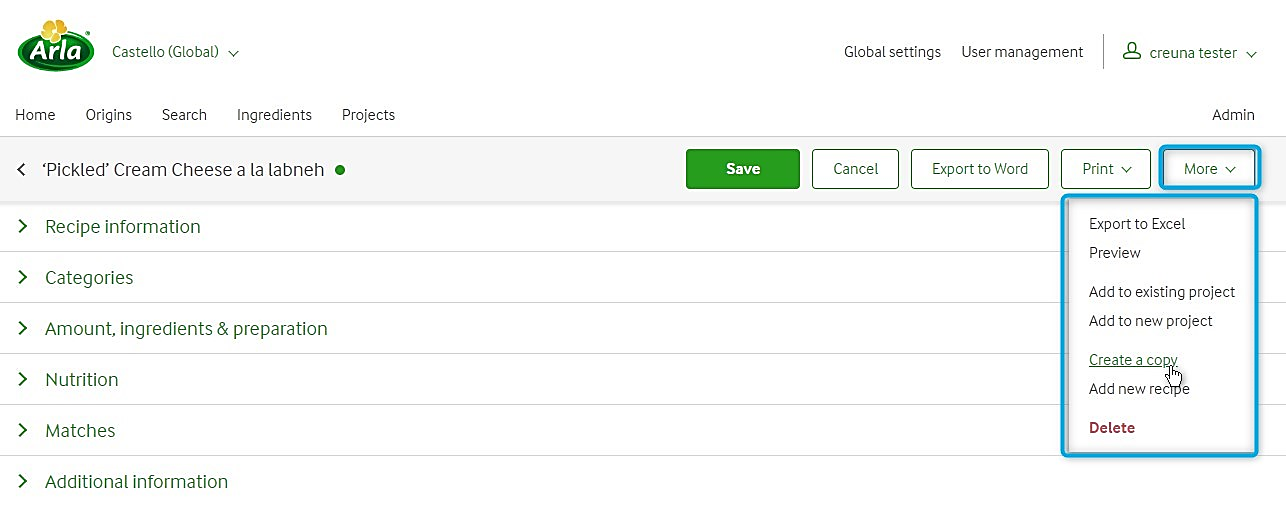 Arla
Castello (Global)
Global settings
User management
creuna tester
Home
Origins
Search
Ingredients
Projects
Admin
‘Pickled’ Cream Cheese a la labneh
Save
Cancel
Export to Word
Print
More
Export to Excel
Preview
Add to existing project
Add to new project
Create a copy
Add new recipe
Delete
Recipe information
Categories
Amount, ingredients & preparation
Nutrition
Matches
Additional information